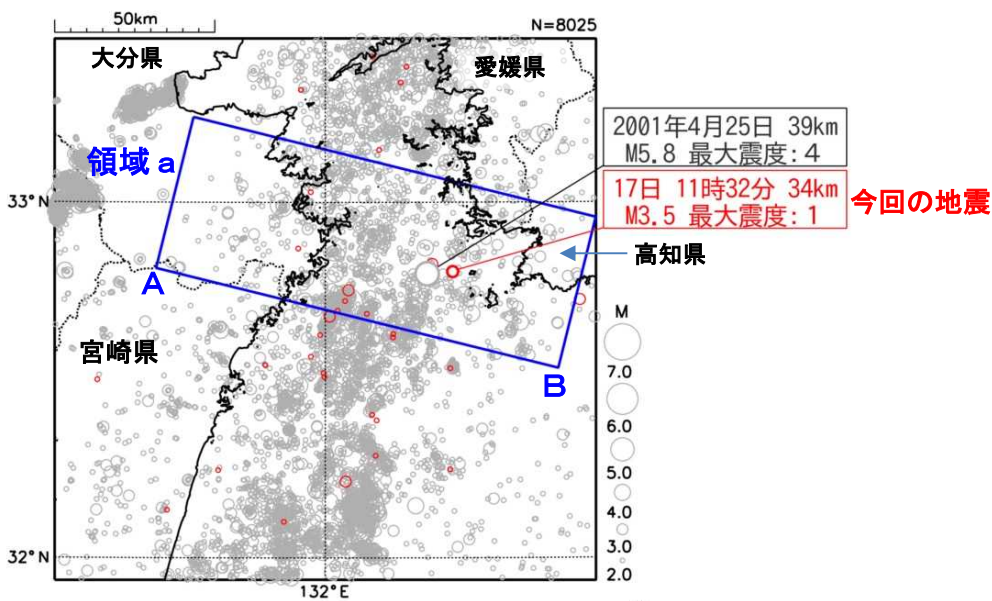 50km
N=8025
大分県
愛媛県
2001年4月25日 39km
M5.8 最大震度:4
領域a
17日 11時32分 34km
M3.5 最大震度:1
今回の地震
33°N
高知県
A
宮崎県
B
M
7.0
6.0
5.0
4.0
3.0
2.0
32°N
132°E